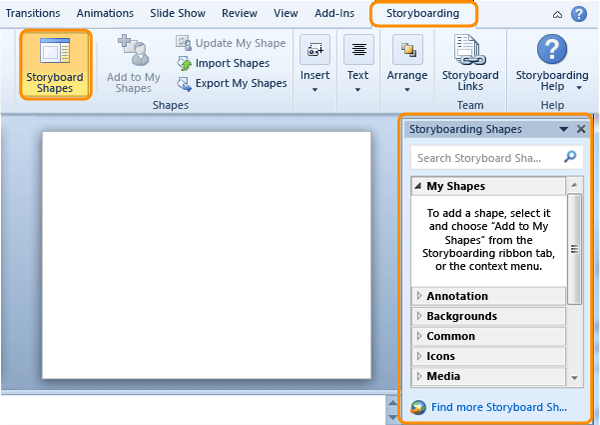 Transitions Animations Slide Show Review View Add-Ins Storyboarding
Storyboard
Shapes
Add to My
Shapes
Update My Shape
Import Shapes
Export My Shapes
Shapes
Insert
Text
Arrange
Storyboard
Links
Team
Storyboarding
Help
Help
Storyboarding Shapes
Search Storyboard Sha...
My Shapes
To add a shape, select it
and choose “Add to My
Shapes” from the
Storyboarding ribbon tab,
or the context menu.
Annotation
Backgrounds
Common
Icons
Media
Find more Storyboard Sh...